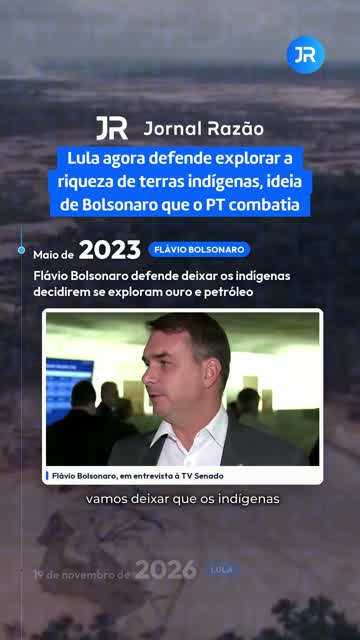 JR
JR Jornal Razão
Lula agora defende explorar a
riqueza de terras indígenas, ideia
de Bolsonaro que o PT combatia
Maio de 2023 FLÁVIO BOLSONARO
Flávio Bolsonaro defende deixar os indígenas
decidirem se exploram ouro e petróleo
Flávio Bolsonaro, em entrevista à TV Senado
vamos deixar que os indígenas
19 de novembro de 2026 LULA